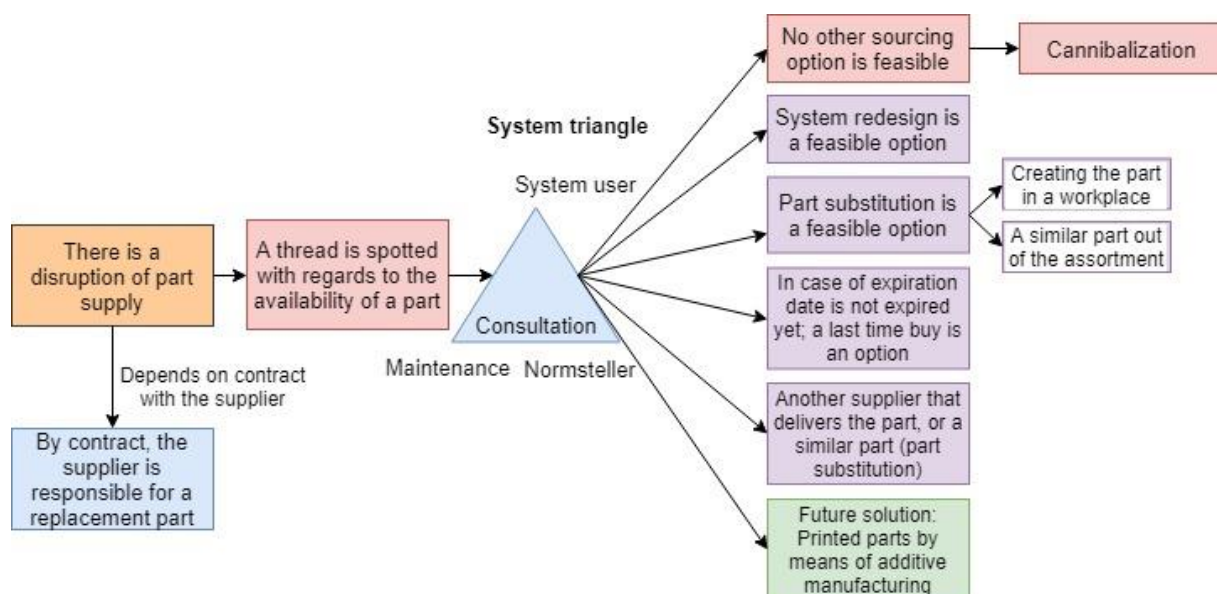 There is a
disruption of part
supply
Depends on contract
with the supplier
By contract, the
supplier is
responsible for a
replacement part
A thread is spotted
with regards to the
availability of a part
System triangle
System user
Consultation
Maintenance
Normsteller
No other sourcing
option is feasible
Cannibalization
System redesign is
a feasible option
Part substitution is
a feasible option
Creating the part
in a workplace
A similar part out
of the assortment
In case of expiration
date is not expired
yet; a last time buy is
an option
Another supplier that
delivers the part, or a
similar part (part
substitution)
Future solution:
Printed parts by
means of additive
manufacturing